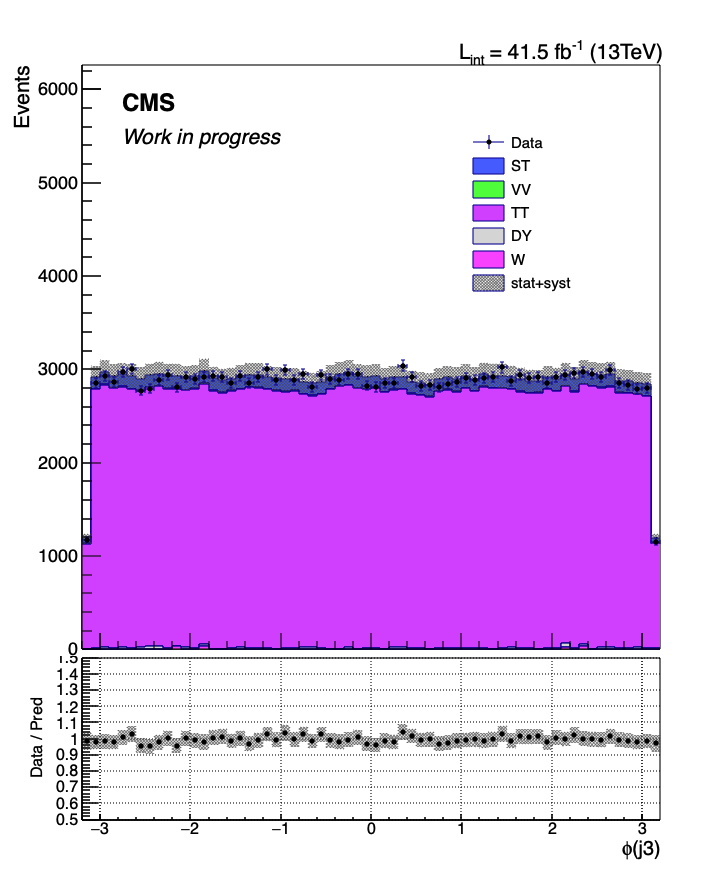 L_int = 41.5 fb⁻¹ (13TeV)
Events
CMS
Work in progress
6000
5000
4000
3000
2000
1000
0
Data
ST
VV
TT
DY
W
stat+syst
Data / Pred
1.5
1.4
1.3
1.2
1.1
1
0.9
0.8
0.7
0.6
0.5
−3 −2 −1 0 1 2 3
ϕ(j3)